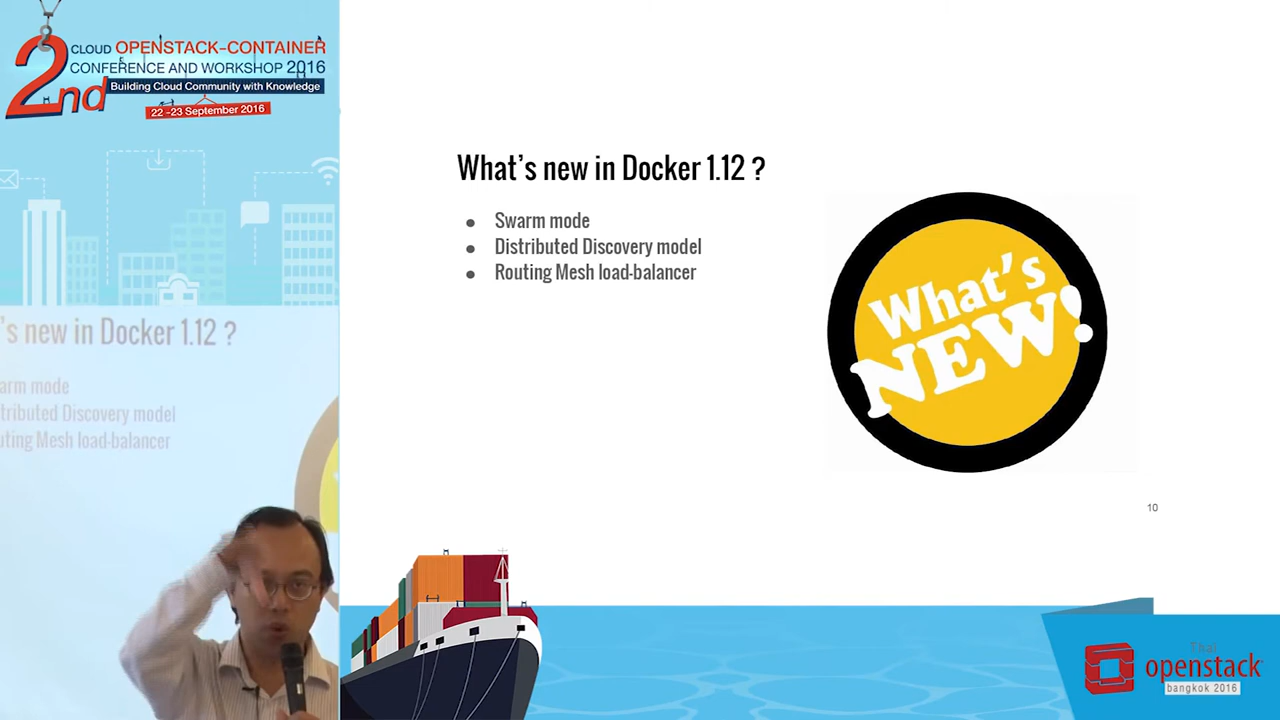 2nd
CLOUD OPENSTACK-CONTAINER
CONFERENCE AND WORKSHOP 2016
Building Cloud Community with Knowledge
22 -23 September 2016
What's new in Docker 1.12 ?
● Swarm mode
● Distributed Discovery model
● Routing Mesh load-balancer
What's
NEW!
10
's new in Docker 1.12 ?
arm mode
tributed Discovery model
uting Mesh load-balancer
Thai
openstack
bangkok 2016